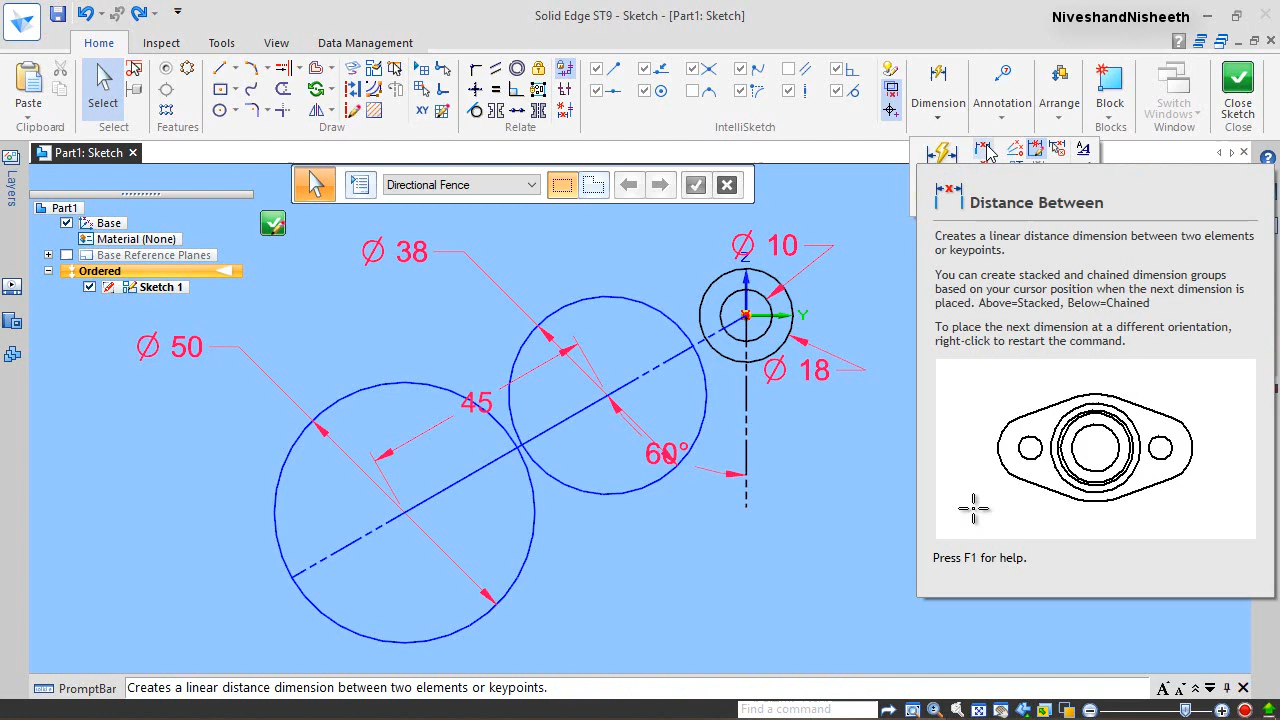 Solid Edge ST9 - Sketch - [Part1: Sketch]
NiveshandNisheeth
Home
Inspect
Tools
View
Data Management
Paste
Select
XY
Dimension
Annotation
Arrange
Block
Switch
Windows
Close
Sketch
Clipboard
Select
Features
Draw
Relate
IntelliSketch
Blocks
Window
Close
Part1: Sketch
Layers
Directional Fence
Part1
Base
Material (None)
Base Reference Planes
Ordered
Sketch 1
Ø 38
Ø 10
Z
Y
Ø 50
Ø 18
45
60°
Distance Between
Creates a linear distance dimension between two elements
or keypoints.
You can create stacked and chained dimension groups
based on your cursor position when the next dimension is
placed. Above=Stacked, Below=Chained
To place the next dimension at a different orientation,
right-click to restart the command.
Press F1 for help.
PromptBar
Creates a linear distance dimension between two elements or keypoints.
Find a command